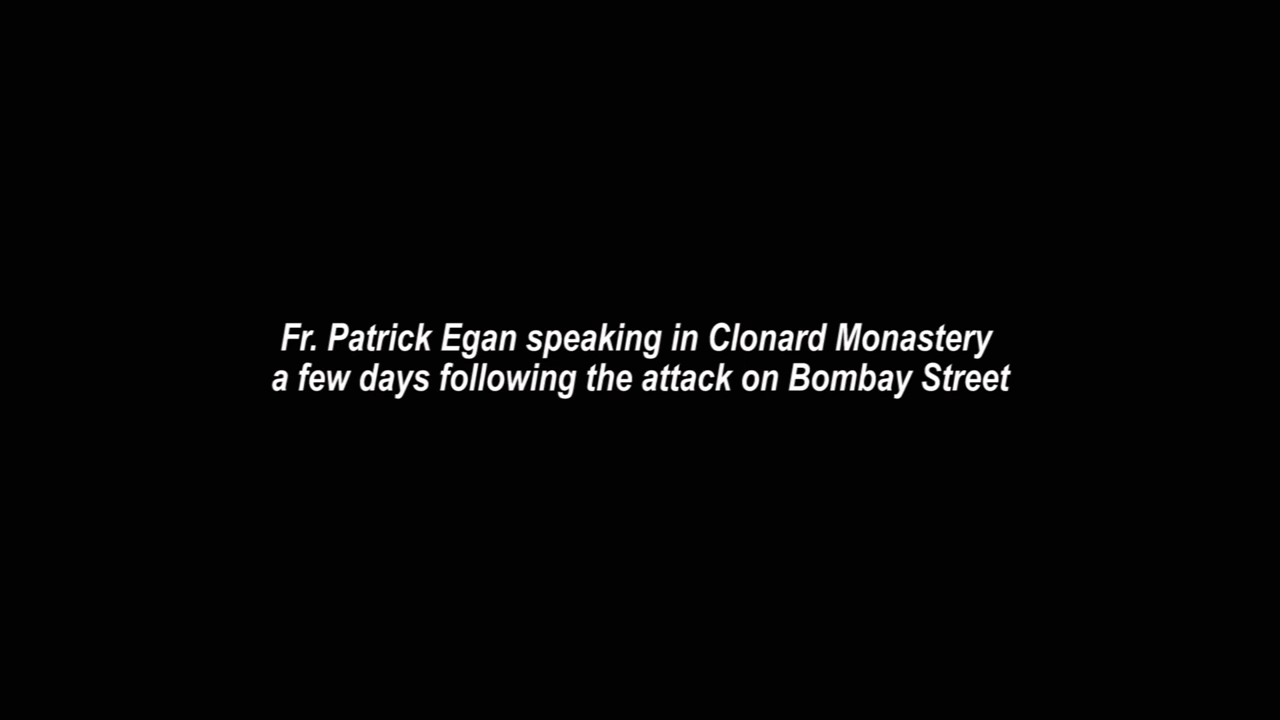 Fr. Patrick Egan speaking in Clonard Monastery
a few days following the attack on Bombay Street